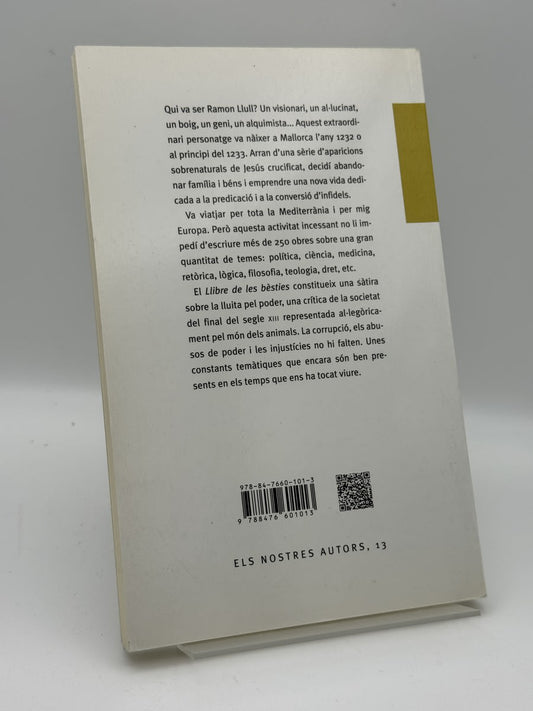 Qui va ser Ramon Llull? Un visionari, un al·lucinat,
un boig, un geni, un alquimista... Aquest extraordi-
nari personatge va nàixer a Mallorca l'any 1232 o
al principi del 1233. Arran d'una sèrie d'aparicions
sobrenaturals de Jesús crucificat, decidí abando-
nar família i béns i emprendre una nova vida dedi-
cada a la predicació i a la conversió d'infidels.
Va viatjar per tota la Mediterrània i per mig
Europa. Però aquesta activitat incessant no li im-
pedí d'escriure més de 250 obres sobre una gran
quantitat de temes: política, ciència, medicina,
retòrica, lògica, filosofia, teologia, dret, etc.
El Llibre de les bèsties constitueix una sàtira
sobre la lluita pel poder, una crítica de la societat
del final del segle XIII representada al·legòrica-
ment pel món dels animals. La corrupció, els abu-
sos de poder i les injustícies no hi falten. Unes
constants temàtiques que encara són ben pre-
sents en els temps que ens ha tocat viure.
978-84-7660-101-3
9 788476 601013
ELS NOSTRES AUTORS, 13